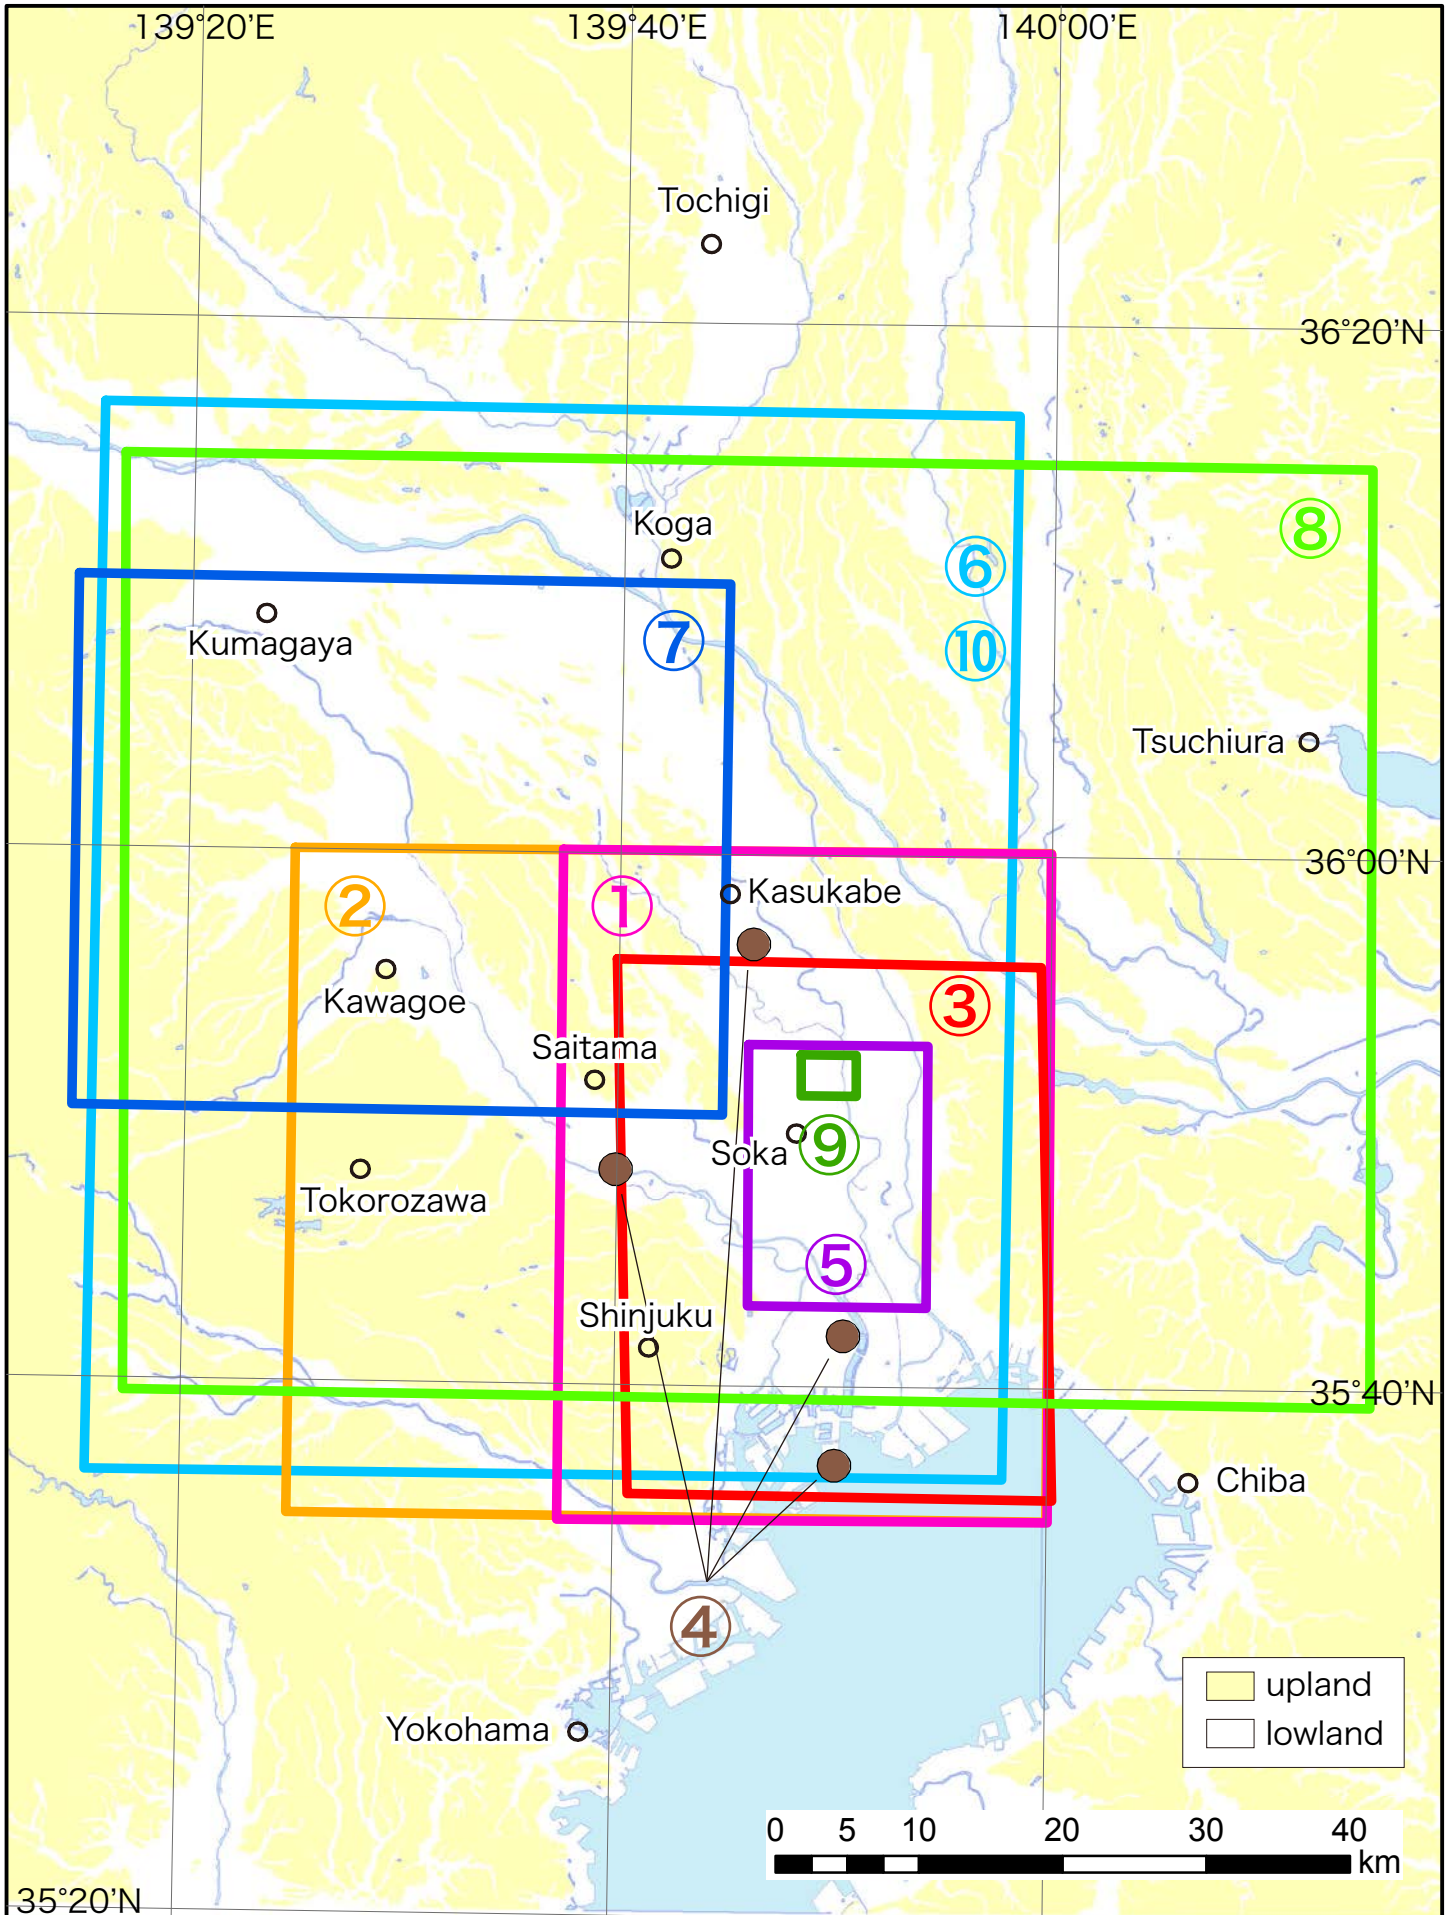 139°20'E
139°40'E
140°00'E
Tochigi
36°20'N
Koga
⑧
⑥
Kumagaya
⑦
⑩
Tsuchiura
36°00'N
②
①
Kasukabe
Kawagoe
③
Saitama
Soka
⑨
Tokorozawa
⑤
Shinjuku
35°40'N
Chiba
④
upland
Yokohama
lowland
0 5 10 20 30 40
km
35°20'N